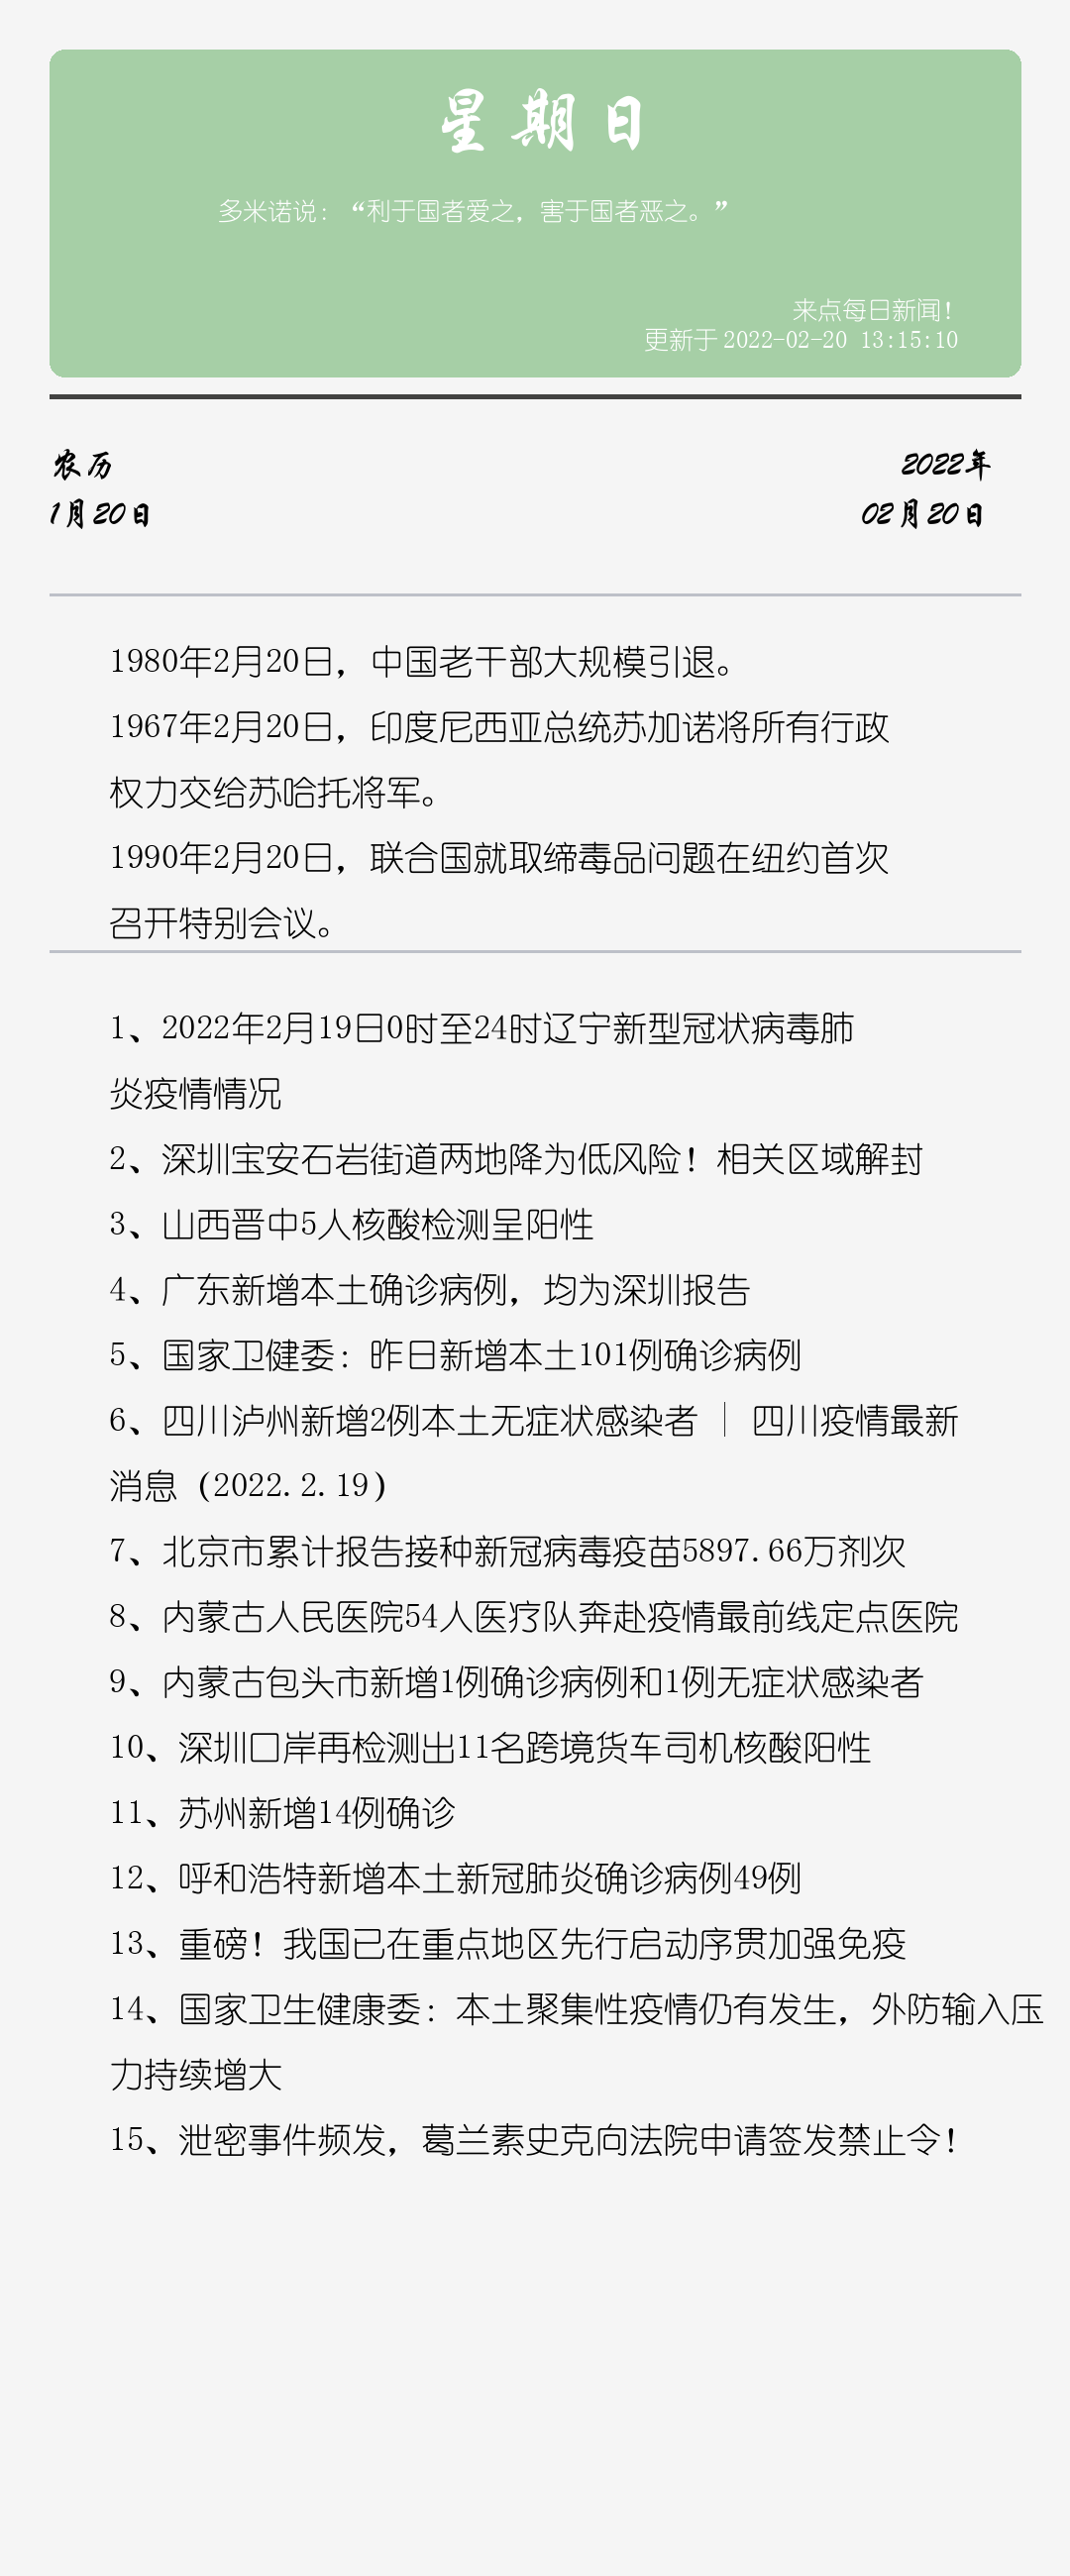 星期日
多米诺说：“利于国者爱之，害于国者恶之。”
来点每日新闻！
更新于 2022-02-20 13:15:10
农历
2022年
1月20日
02月20日
1980年2月20日，中国老干部大规模引退。
1967年2月20日，印度尼西亚总统苏加诺将所有行政
权力交给苏哈托将军。
1990年2月20日，联合国就取缔毒品问题在纽约首次
召开特别会议。
1、2022年2月19日0时至24时辽宁新型冠状病毒肺
炎疫情情况
2、深圳宝安石岩街道两地降为低风险！相关区域解封
3、山西晋中5人核酸检测呈阳性
4、广东新增本土确诊病例，均为深圳报告
5、国家卫健委：昨日新增本土101例确诊病例
6、四川泸州新增2例本土无症状感染者 ｜ 四川疫情最新
消息（2022.2.19）
7、北京市累计报告接种新冠病毒疫苗5897.66万剂次
8、内蒙古人民医院54人医疗队奔赴疫情最前线定点医院
9、内蒙古包头市新增1例确诊病例和1例无症状感染者
10、深圳口岸再检测出11名跨境货车司机核酸阳性
11、苏州新增14例确诊
12、呼和浩特新增本土新冠肺炎确诊病例49例
13、重磅！我国已在重点地区先行启动序贯加强免疫
14、国家卫生健康委：本土聚集性疫情仍有发生，外防输入压
力持续增大
15、泄密事件频发，葛兰素史克向法院申请签发禁止令！